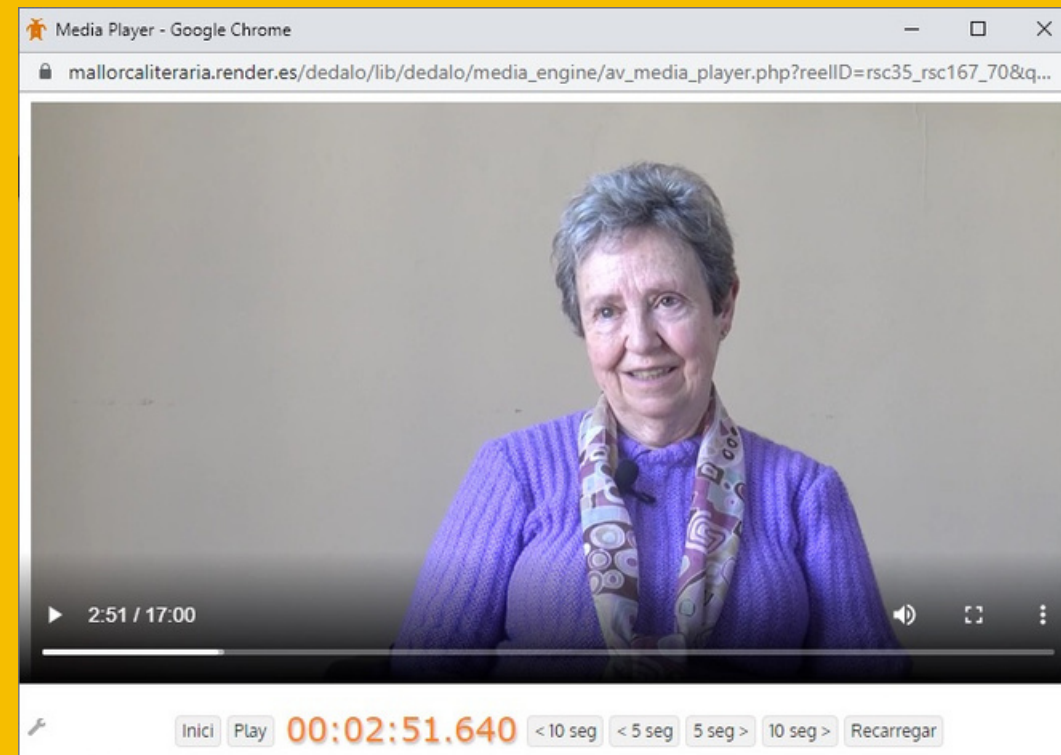 Media Player - Google Chrome
mallorcaliteraria.render.es/dedalo/lib/dedalo/media_engine/av_media_player.php?reelID=rsc35_rsc167_70&q...
2:51 / 17:00
Inici Play 00:02:51.640 < 10 seg < 5 seg 5 seg > 10 seg > Recarregar